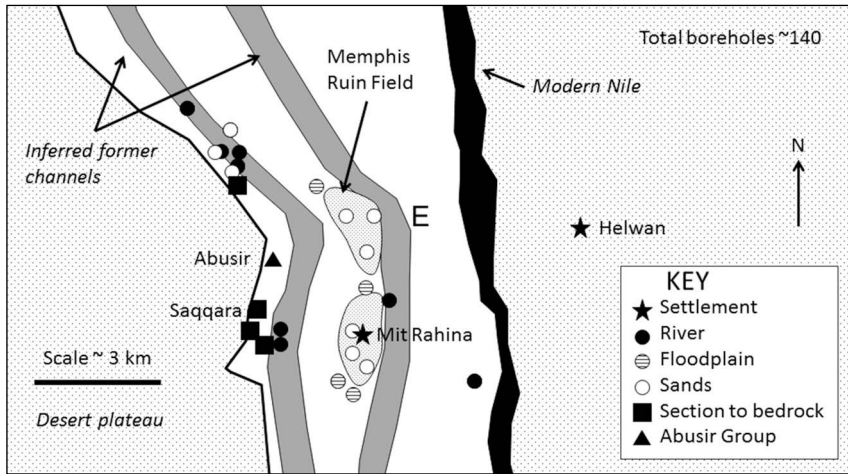 Total boreholes ~140
Memphis
Ruin Field
Modern Nile
Inferred former
channels
N
E
Helwan
Abusir
Saqqara
Mit Rahina
Scale ~ 3 km
Desert plateau
KEY
Settlement
River
Floodplain
Sands
Section to bedrock
Abusir Group